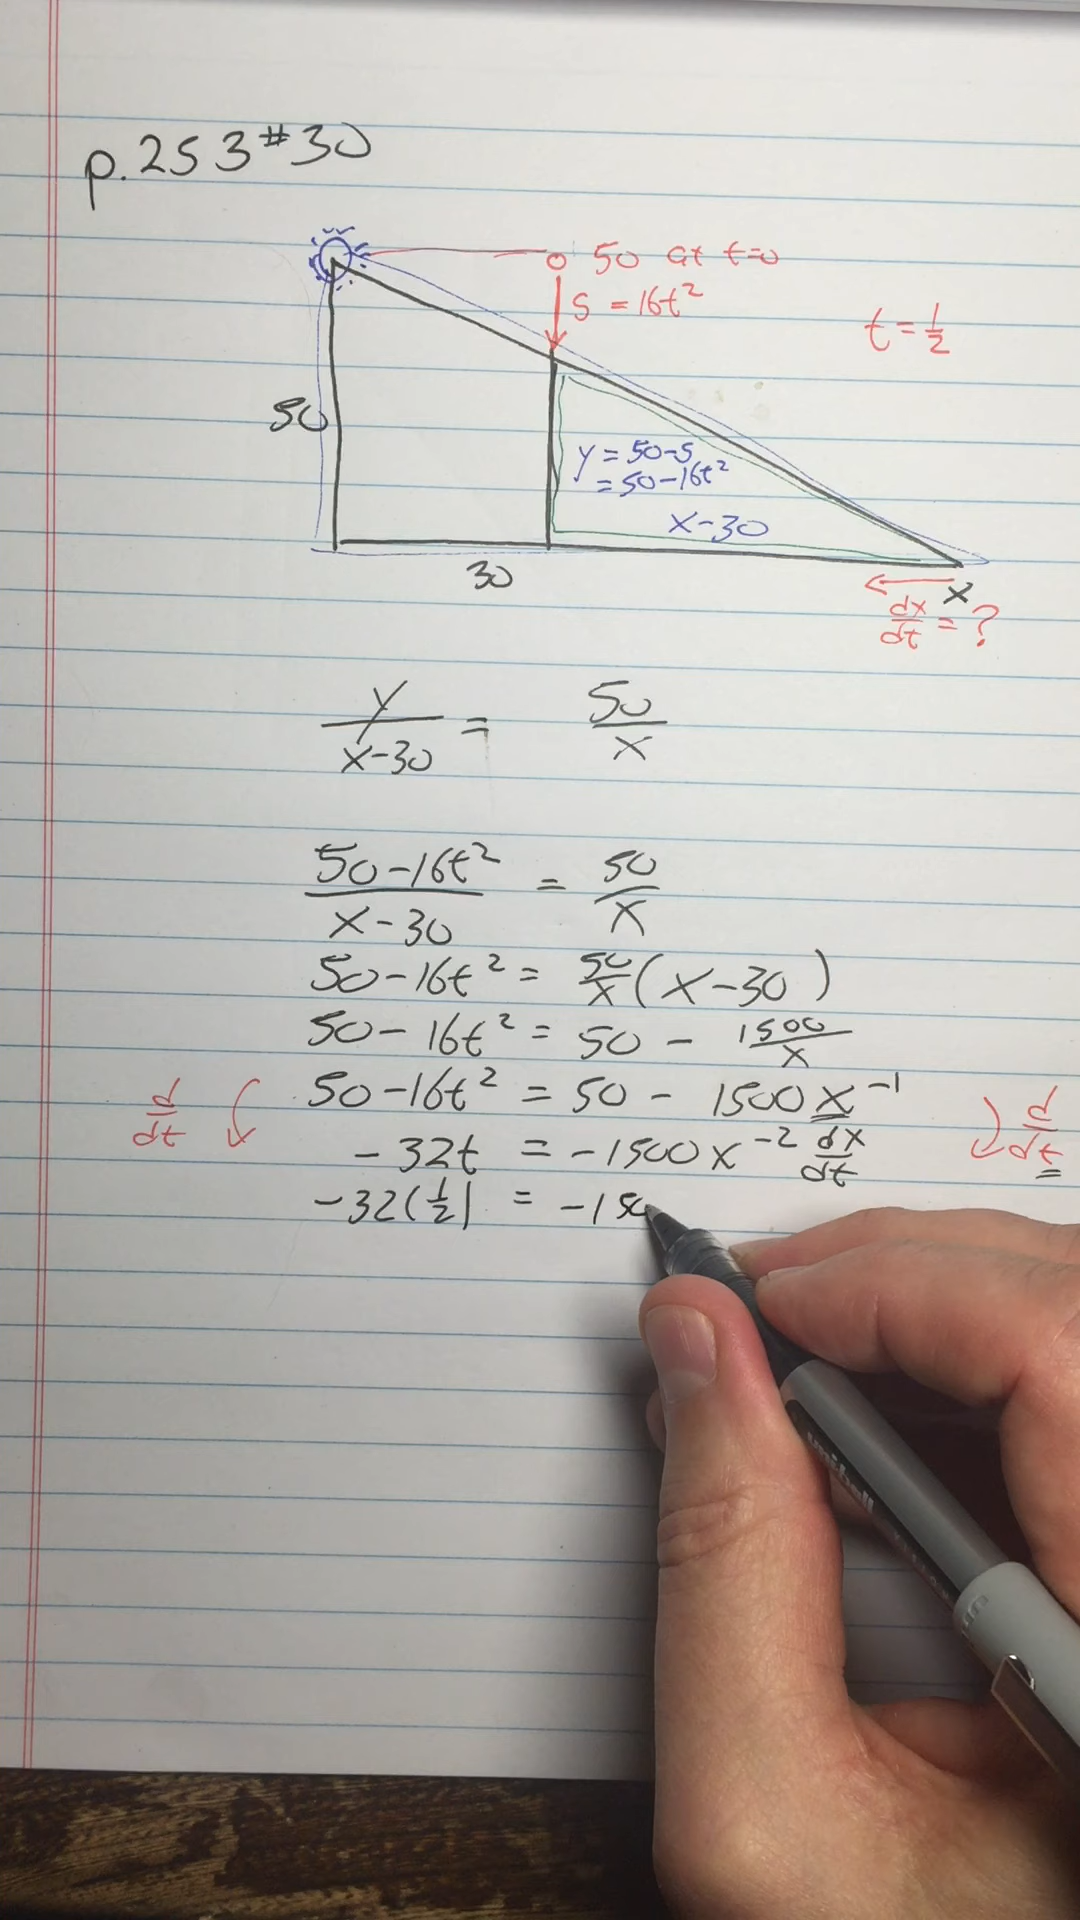 p.253 #30
50 at t=0
S = 16t²
t = 1/2
50
y = 50-S
= 50-16t²
x-30
30
x
dx/dt = ?
y/(x-30) = 50/x
(50-16t²)/(x-30) = 50/x
50-16t² = 50/x (x-30)
50-16t² = 50 - 1500/x
50-16t² = 50 - 1500x⁻¹
d/dt
d/dt
-32t = -1500x⁻² dx/dt
-32(1/2) = -150
uniball